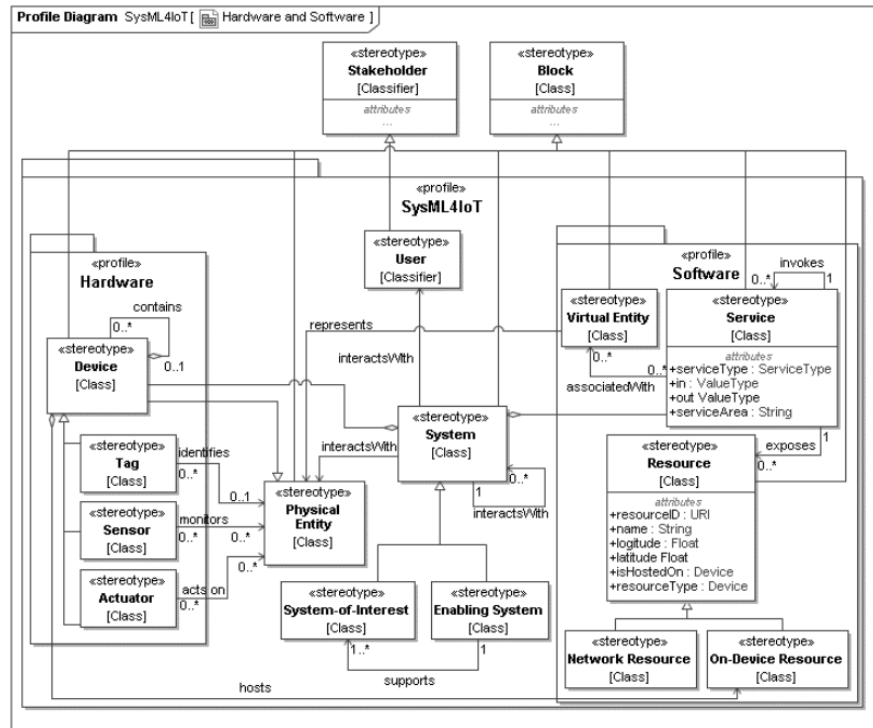 Profile Diagram SysML4IoT [ Hardware and Software ]
«stereotype»
Stakeholder
[Classifier]
attributes
...
«stereotype»
Block
[Class]
attributes
...
«profile»
SysML4IoT
«stereotype»
User
[Classifier]
«profile»
Hardware
contains
0..*
0..1
«stereotype»
Device
[Class]
«stereotype»
Tag
[Class]
identifies
0..*
0..1
«stereotype»
Sensor
[Class]
monitors
0..*
0..*
«stereotype»
Actuator
[Class]
acts on
0..*
0..*
«stereotype»
Physical
Entity
[Class]
represents
interactsWith
interactsWith
«stereotype»
System
[Class]
0..*
1
interactsWith
«stereotype»
System-of-Interest
[Class]
«stereotype»
Enabling System
[Class]
1..*
1
supports
hosts
«profile»
Software
invokes
0..*
1
«stereotype»
Virtual Entity
[Class]
0..*
0..*
associatedWith
«stereotype»
Service
[Class]
attributes
+serviceType : ServiceType
+in : ValueType
+out ValueType
+serviceArea : String
1
exposes
0..*
«stereotype»
Resource
[Class]
attributes
+resourceID : URI
+name : String
+logitude : Float
+latitude Float
+isHostedOn : Device
+resourceType : Device
«stereotype»
Network Resource
[Class]
«stereotype»
On-Device Resource
[Class]